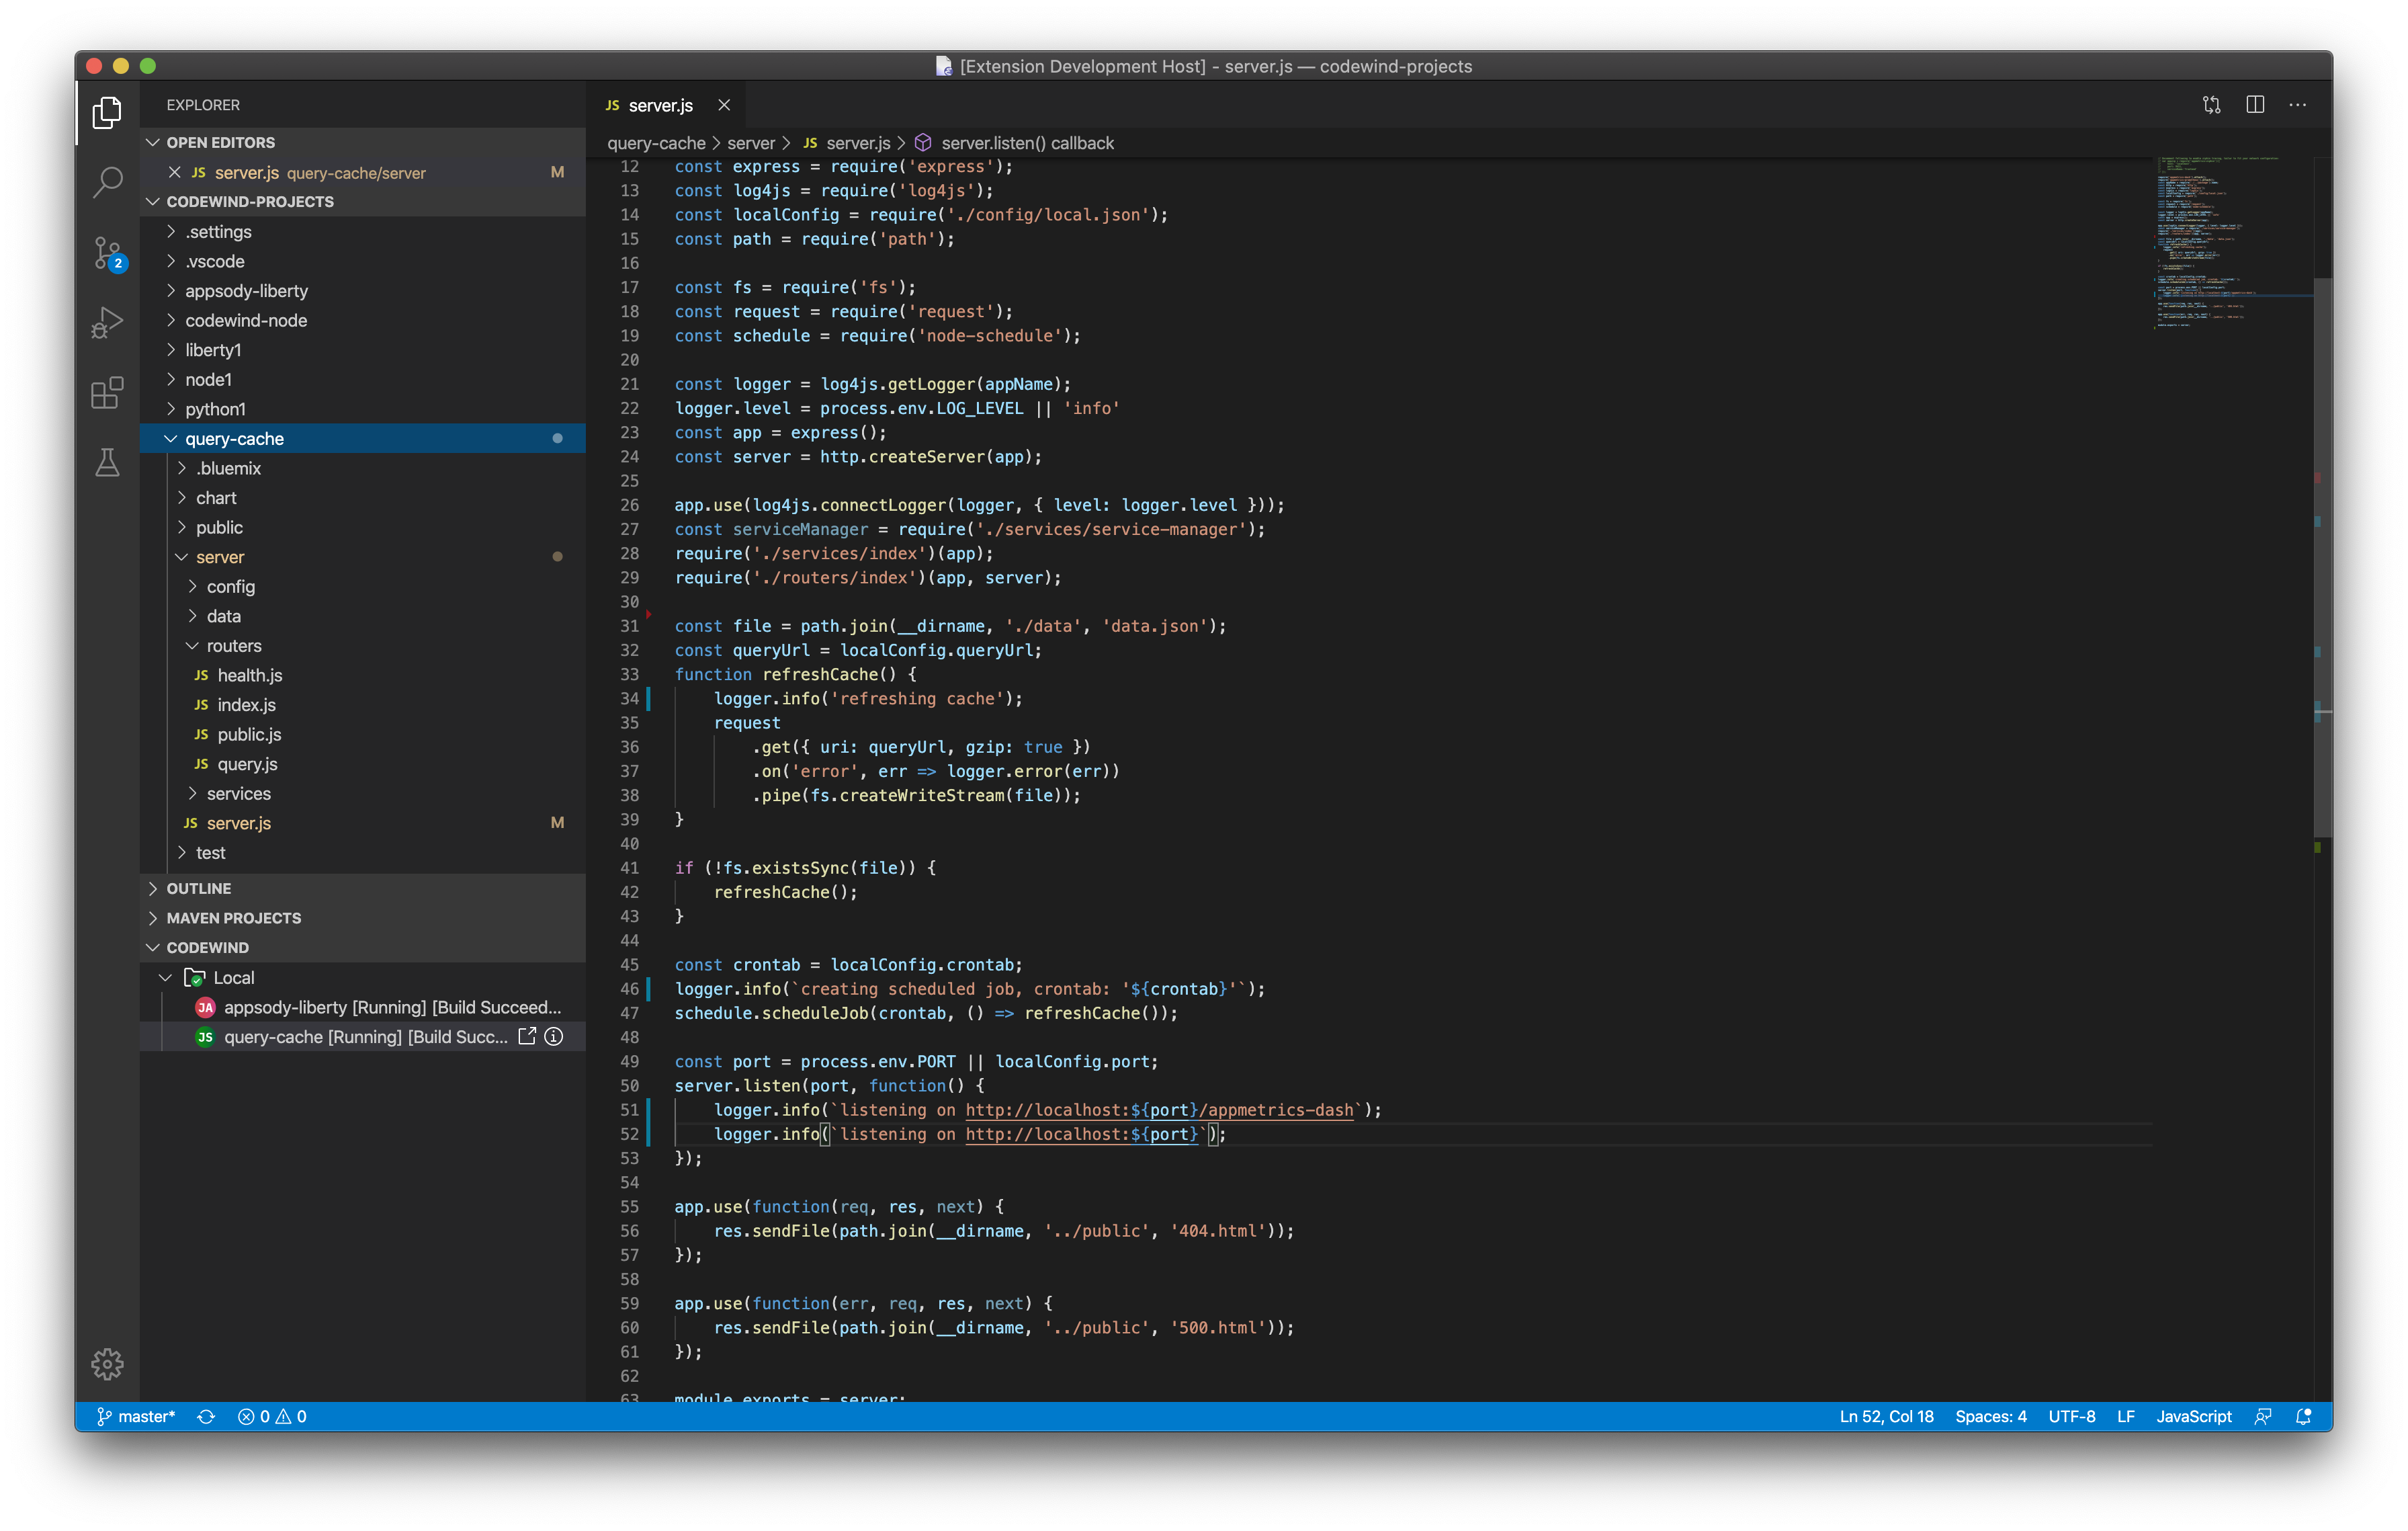 [Extension Development Host] - server.js — codewind-projects
EXPLORER
OPEN EDITORS
JS server.js query-cache/server M
CODEWIND-PROJECTS
.settings
.vscode
appsody-liberty
codewind-node
liberty1
node1
python1
query-cache
.bluemix
chart
public
server
config
data
routers
JS health.js
JS index.js
JS public.js
JS query.js
services
JS server.js M
test
OUTLINE
MAVEN PROJECTS
CODEWIND
Local
JA appsody-liberty [Running] [Build Succeed...
JS query-cache [Running] [Build Succ...
2
JS server.js
query-cache > server > JS server.js > server.listen() callback
12 const express = require('express');
13 const log4js = require('log4js');
14 const localConfig = require('./config/local.json');
15 const path = require('path');
16
17 const fs = require('fs');
18 const request = require('request');
19 const schedule = require('node-schedule');
20
21 const logger = log4js.getLogger(appName);
22 logger.level = process.env.LOG_LEVEL || 'info'
23 const app = express();
24 const server = http.createServer(app);
25
26 app.use(log4js.connectLogger(logger, { level: logger.level }));
27 const serviceManager = require('./services/service-manager');
28 require('./services/index')(app);
29 require('./routers/index')(app, server);
30
31 const file = path.join(__dirname, './data', 'data.json');
32 const queryUrl = localConfig.queryUrl;
33 function refreshCache() {
34 logger.info('refreshing cache');
35 request
36 .get({ uri: queryUrl, gzip: true })
37 .on('error', err => logger.error(err))
38 .pipe(fs.createWriteStream(file));
39 }
40
41 if (!fs.existsSync(file)) {
42 refreshCache();
43 }
44
45 const crontab = localConfig.crontab;
46 logger.info(`creating scheduled job, crontab: '${crontab}'`);
47 schedule.scheduleJob(crontab, () => refreshCache());
48
49 const port = process.env.PORT || localConfig.port;
50 server.listen(port, function() {
51 logger.info(`listening on http://localhost:${port}/appmetrics-dash`);
52 logger.info(`listening on http://localhost:${port}`);
53 });
54
55 app.use(function(req, res, next) {
56 res.sendFile(path.join(__dirname, '../public', '404.html'));
57 });
58
59 app.use(function(err, req, res, next) {
60 res.sendFile(path.join(__dirname, '../public', '500.html'));
61 });
62
63 module.exports = server;
master* 0 0
Ln 52, Col 18 Spaces: 4 UTF-8 LF JavaScript